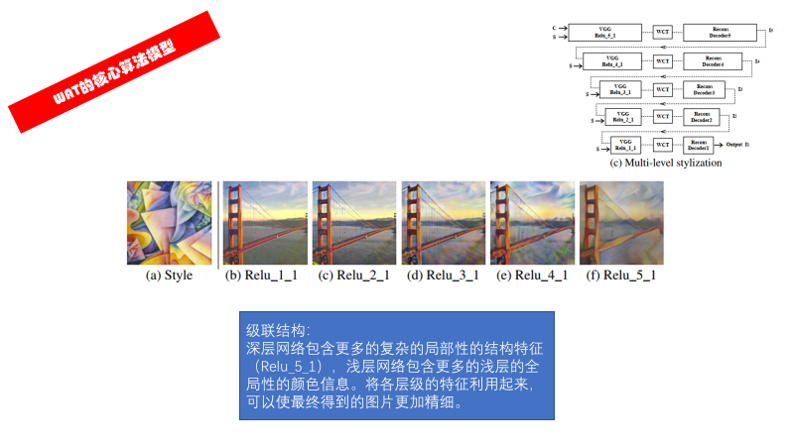 WAT的核心算法模型
C
S
VGG
Relu_5_1
WCT
Recons
Decoder5
I5
S
VGG
Relu_4_1
WCT
Recons
Decoder4
I4
S
VGG
Relu_3_1
WCT
Recons
Decoder3
I3
S
VGG
Relu_2_1
WCT
Recons
Decoder2
I2
S
VGG
Relu_1_1
WCT
Recons
Decoder1
Output I1
(c) Multi-level stylization
(a) Style
(b) Relu_1_1
(c) Relu_2_1
(d) Relu_3_1
(e) Relu_4_1
(f) Relu_5_1
级联结构：
深层网络包含更多的复杂的局部性的结构特征
（Relu_5_1），浅层网络包含更多的浅层的全
局性的颜色信息。将各层级的特征利用起来，
可以使最终得到的图片更加精细。